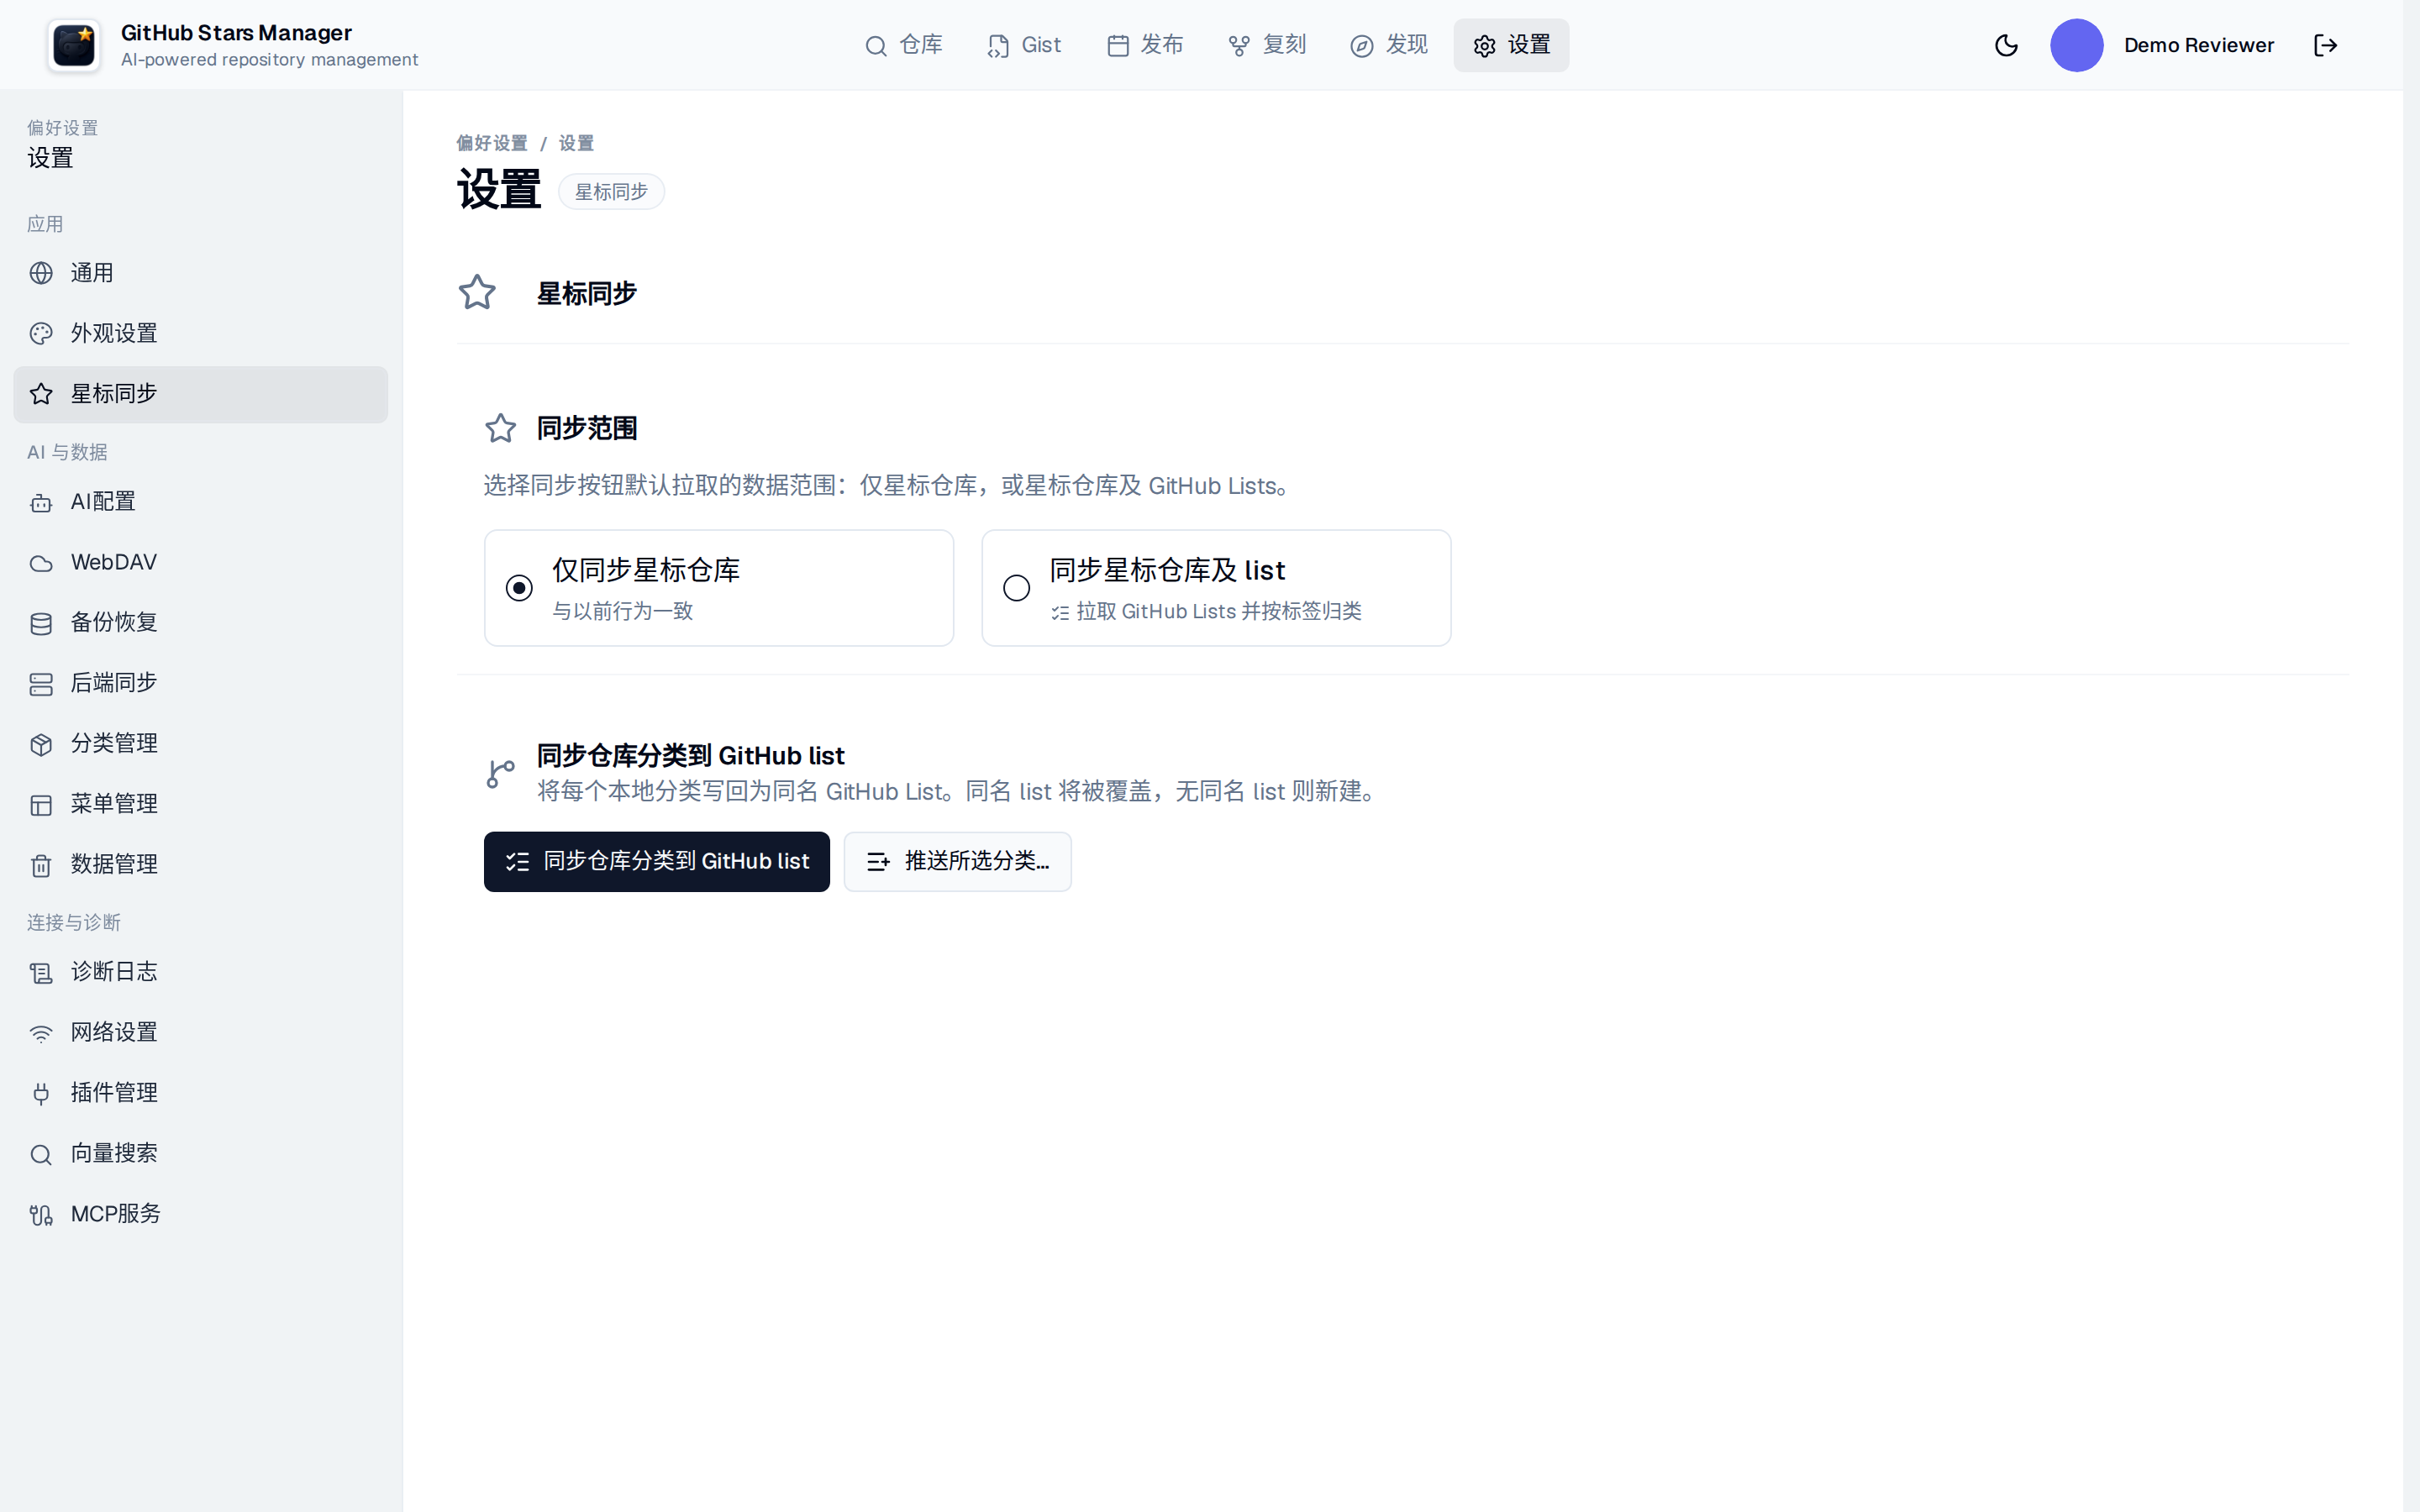 GitHub Stars Manager
AI-powered repository management
仓库
Gist
发布
复刻
发现
设置
Demo Reviewer
偏好设置
设置
应用
通用
外观设置
星标同步
AI 与数据
AI配置
WebDAV
备份恢复
后端同步
分类管理
菜单管理
数据管理
连接与诊断
诊断日志
网络设置
插件管理
向量搜索
MCP服务
偏好设置 / 设置
设置
星标同步
星标同步
同步范围
选择同步按钮默认拉取的数据范围：仅星标仓库，或星标仓库及 GitHub Lists。
仅同步星标仓库
与以前行为一致
同步星标仓库及 list
拉取 GitHub Lists 并按标签归类
同步仓库分类到 GitHub list
将每个本地分类写回为同名 GitHub List。同名 list 将被覆盖，无同名 list 则新建。
同步仓库分类到 GitHub list
推送所选分类...